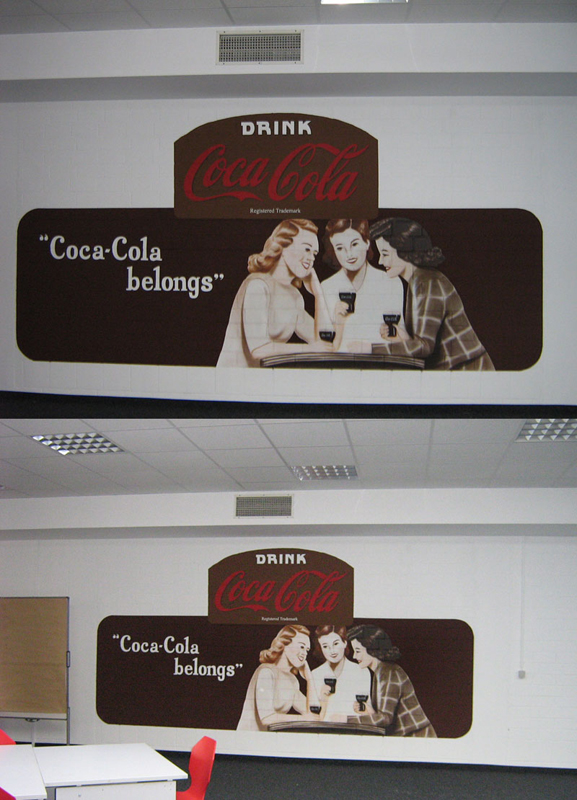 DRINK
Coca-Cola
Registered Trademark
"Coca-Cola
belongs"
DRINK
Coca-Cola
Registered Trademark
"Coca-Cola
belongs"